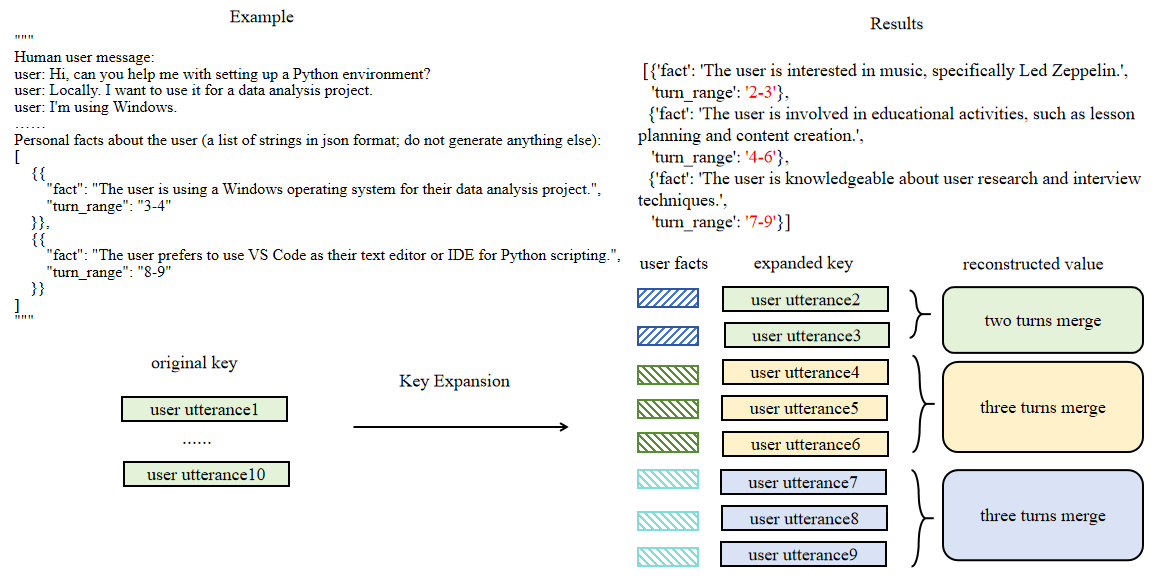 Example
"""
Human user message:
user: Hi, can you help me with setting up a Python environment?
user: Locally. I want to use it for a data analysis project.
user: I'm using Windows.
……
Personal facts about the user (a list of strings in json format; do not generate anything else):
[
{{
"fact": "The user is using a Windows operating system for their data analysis project.",
"turn_range": "3-4"
}},
{{
"fact": "The user prefers to use VS Code as their text editor or IDE for Python scripting.",
"turn_range": "8-9"
}}
]
"""
original key
user utterance1
……
user utterance10
Key Expansion
Results
[{'fact': 'The user is interested in music, specifically Led Zeppelin.',
'turn_range': '2-3'},
{'fact': 'The user is involved in educational activities, such as lesson
planning and content creation.',
'turn_range': '4-6'},
{'fact': 'The user is knowledgeable about user research and interview
techniques.',
'turn_range': '7-9'}]
user facts
expanded key
reconstructed value
user utterance2
user utterance3
two turns merge
user utterance4
user utterance5
user utterance6
three turns merge
user utterance7
user utterance8
user utterance9
three turns merge